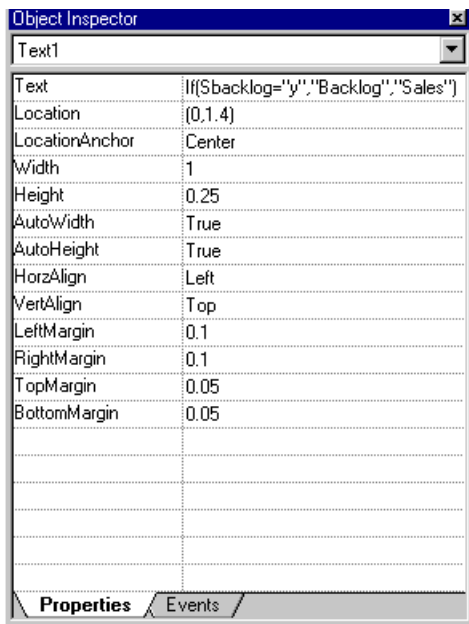 Object Inspector
Text1
Text If(Sbacklog="y","Backlog","Sales")
Location (0,1.4)
LocationAnchor Center
Width 1
Height 0.25
AutoWidth True
AutoHeight True
HorzAlign Left
VertAlign Top
LeftMargin 0.1
RightMargin 0.1
TopMargin 0.05
BottomMargin 0.05
Properties Events